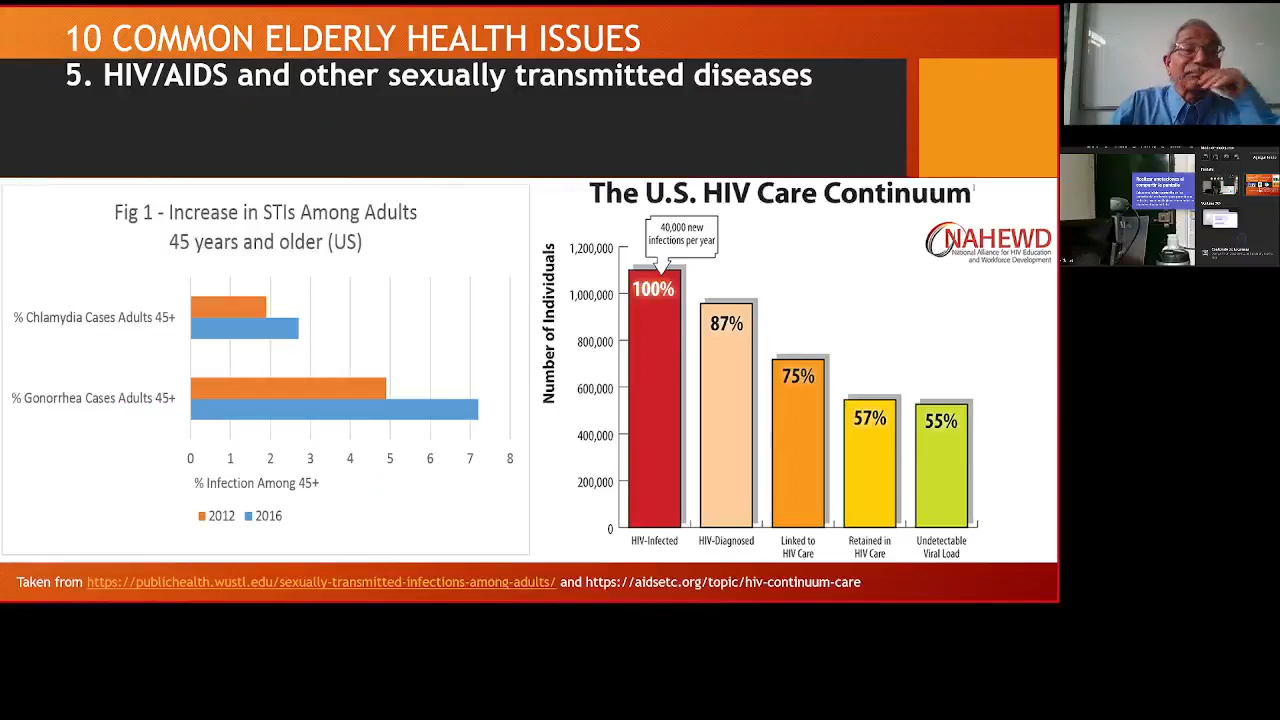 10 COMMON ELDERLY HEALTH ISSUES
5. HIV/AIDS and other sexually transmitted diseases
Fig 1 - Increase in STIs Among Adults
45 years and older (US)
% Chlamydia Cases Adults 45+
% Gonorrhea Cases Adults 45+
0 1 2 3 4 5 6 7 8
% Infection Among 45+
2012 2016
The U.S. HIV Care Continuum
NAHEWD
National Alliance for HIV Education
and Workforce Development
40,000 new
infections per year
Number of Individuals
1,200,000
1,000,000
800,000
600,000
400,000
200,000
0
100%
87%
75%
57%
55%
HIV-Infected
HIV-Diagnosed
Linked to
HIV Care
Retained in
HIV Care
Undetectable
Viral Load
Taken from https://publichealth.wustl.edu/sexually-transmitted-infections-among-adults/ and https://aidsetc.org/topic/hiv-continuum-care
Realizar anotaciones al
compartir la pantalla